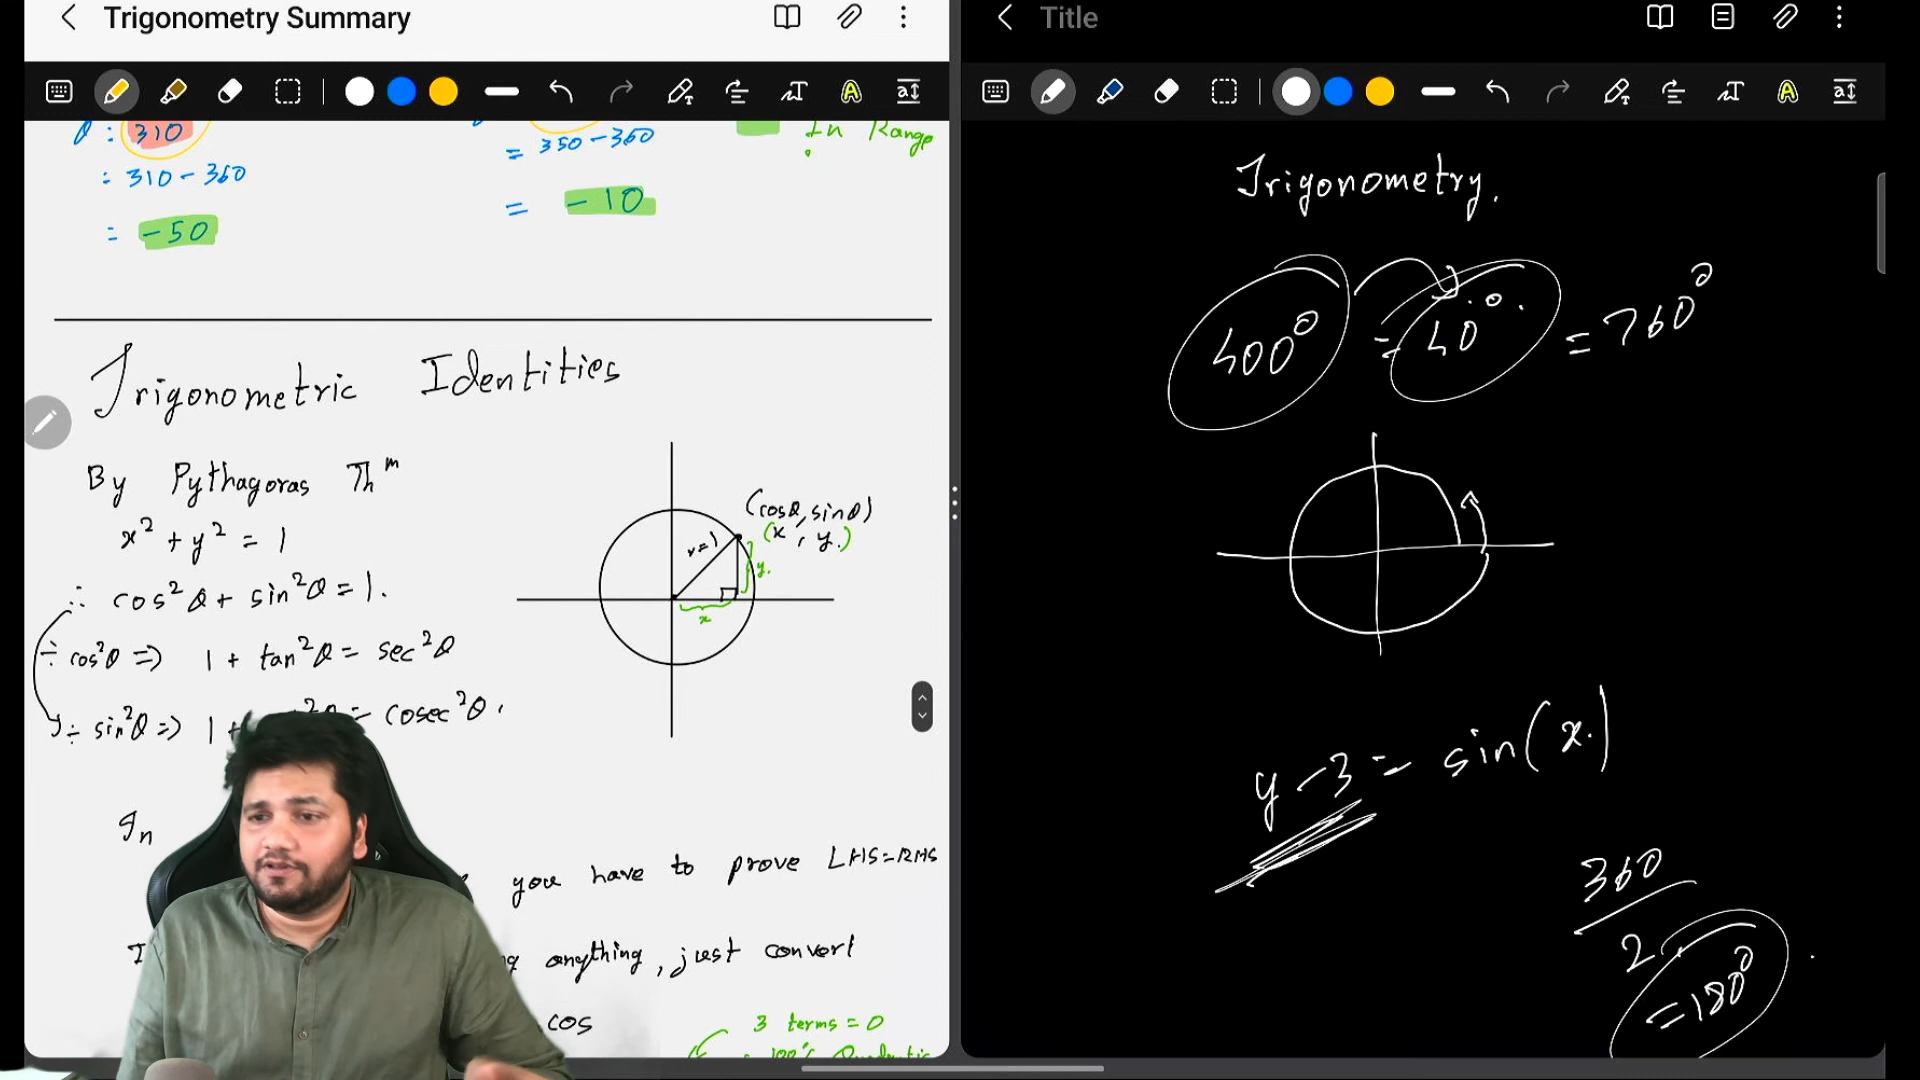 Trigonometry Summary
θ : 310
: 310 - 360
: -50
= 350 - 360
= -10
In Range
Trigonometric Identities
By Pythagoras Thm
x² + y² = 1
∴ cos²θ + sin²θ = 1.
÷ cos²θ => 1 + tan²θ = sec²θ
÷ sin²θ => 1 + = cosec²θ.
(cosθ, sinθ)
(x, y.)
r=1
y.
x
In
you have to prove LHS=RHS
anything, just convert
cos
3 terms = 0
Title
Trigonometry.
400° = 40° = 760°
y - 3 = sin(x.)
360
2
= 180°